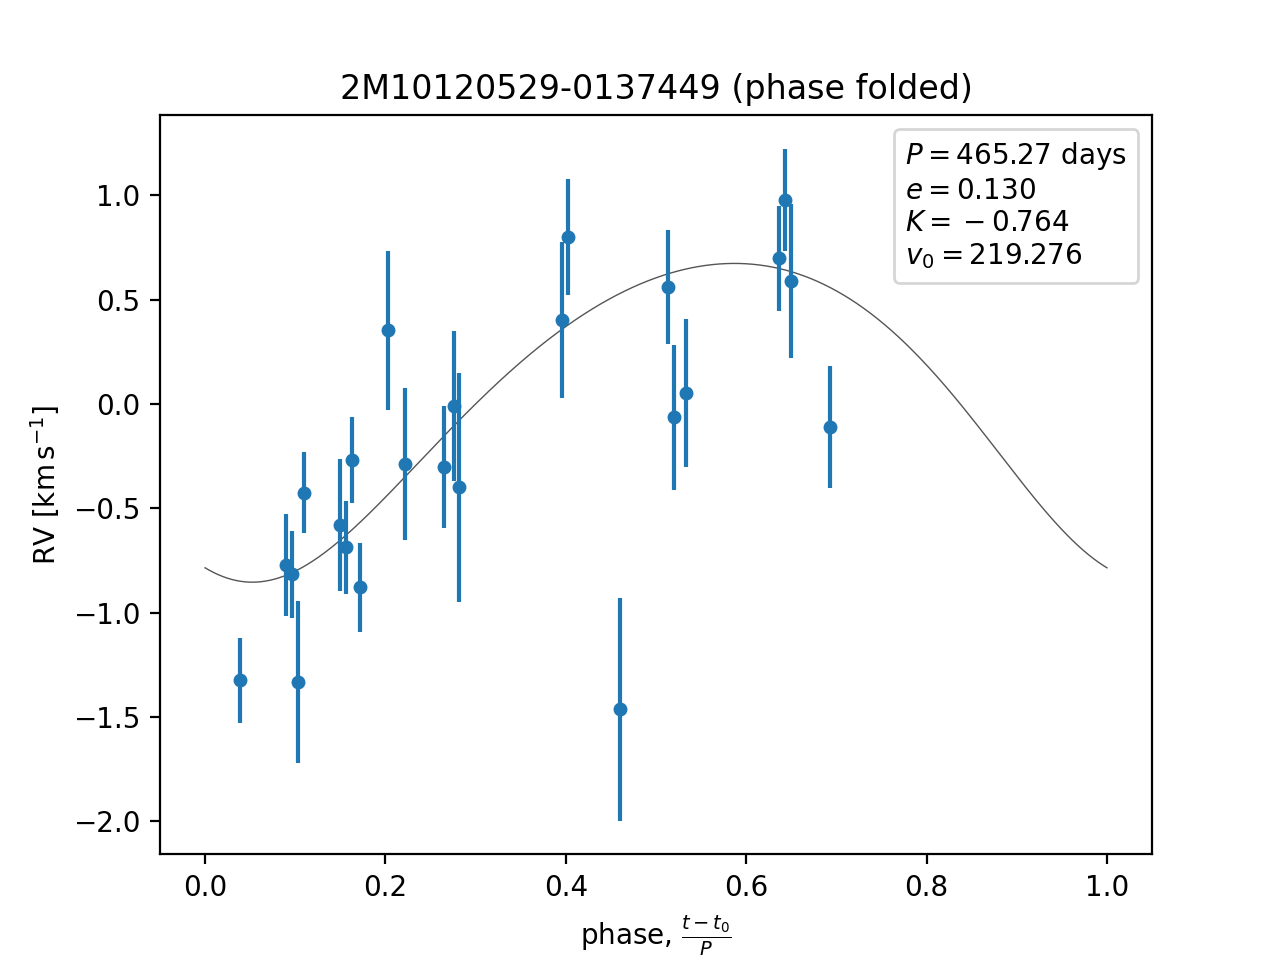 2M10120529-0137449 (phase folded)
P = 465.27 days
e = 0.130
K = −0.764
v₀ = 219.276
RV [km s⁻¹]
1.0
0.5
0.0
−0.5
−1.0
−1.5
−2.0
0.0 0.2 0.4 0.6 0.8 1.0
phase, (t − t₀)/P